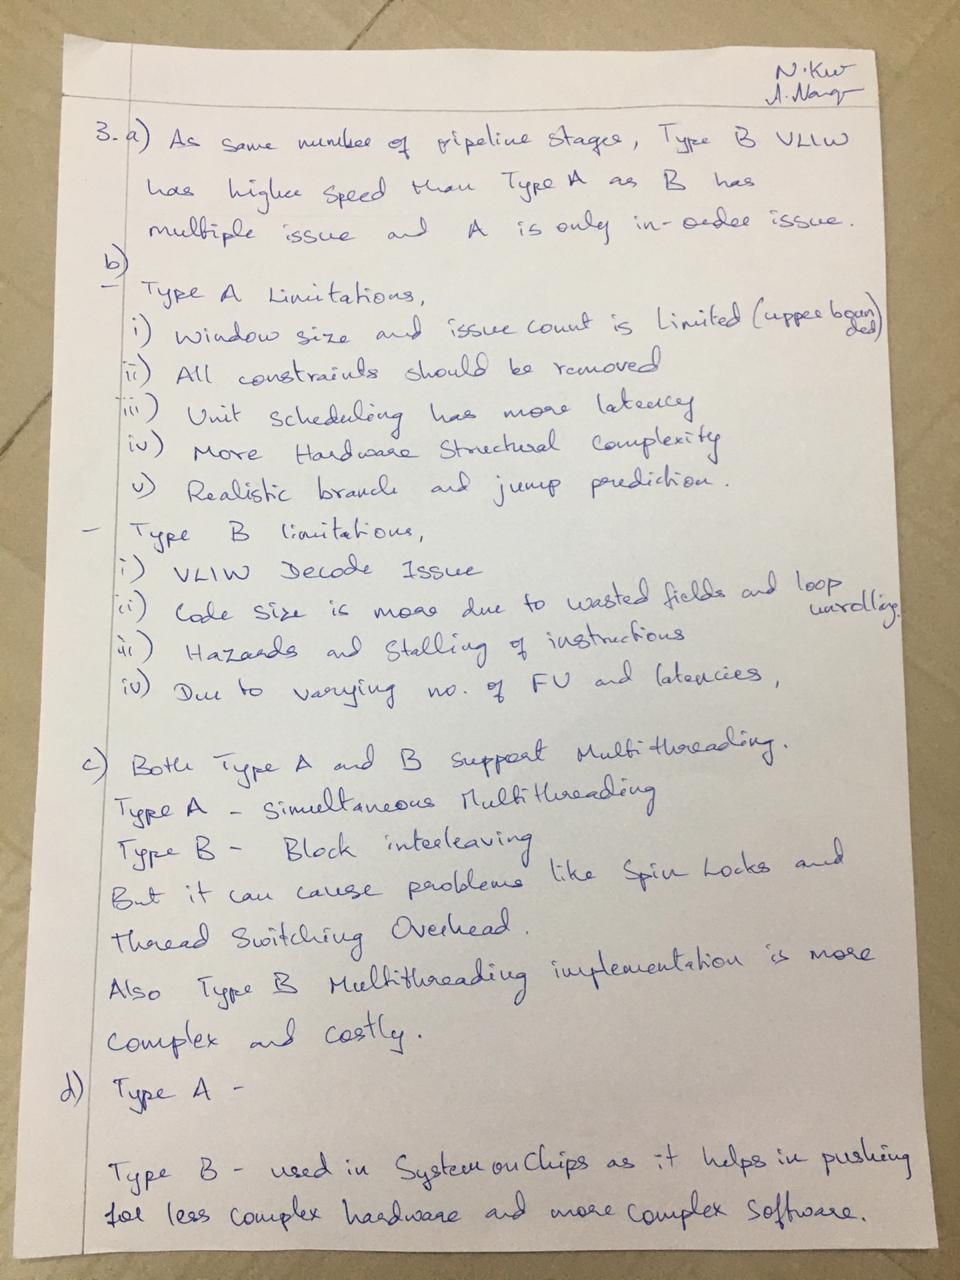 N.Kw
3. a) As same number of pipeline stages, Type B VLIW
has higher speed than Type A as B has
multiple issue and A is only in-order issue.
b)
- Type A Limitations,
i) Window size and issue count is Limited (upper boun
ded)
ii) All constraints should be removed
iii) Unit scheduling has more latency
iv) More Hardware Structural Complexity
v) Realistic branch and jump prediction.
- Type B limitations,
i) VLIW Decode Issue
ii) Code size is more due to wasted fields and loop
unrolling.
iii) Hazards and Stalling of instructions
iv) Due to varying no. of FU and latencies,
c) Both Type A and B support Multithreading.
Type A - Simultaneous Multithreading
Type B - Block interleaving
But it can cause problems like Spin Locks and
thread Switching Overhead.
Also Type B Multithreading implementation is more
complex and costly.
d) Type A -
Type B - used in System on Chips as it helps in pushing
for less complex hardware and more complex Software.